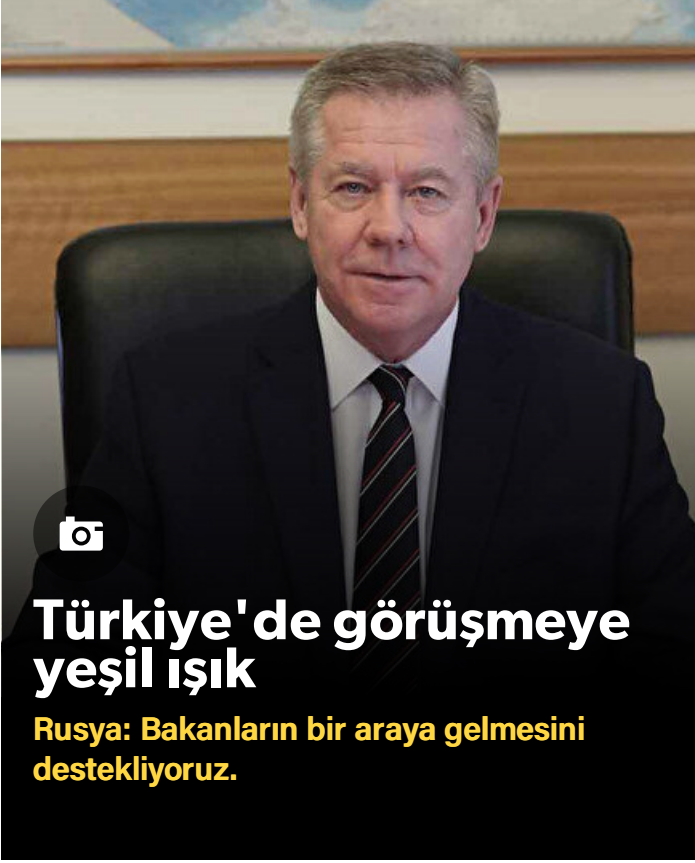 Türkiye'de görüşmeye
yeşil ışık
Rusya: Bakanların bir araya gelmesini
destekliyoruz.